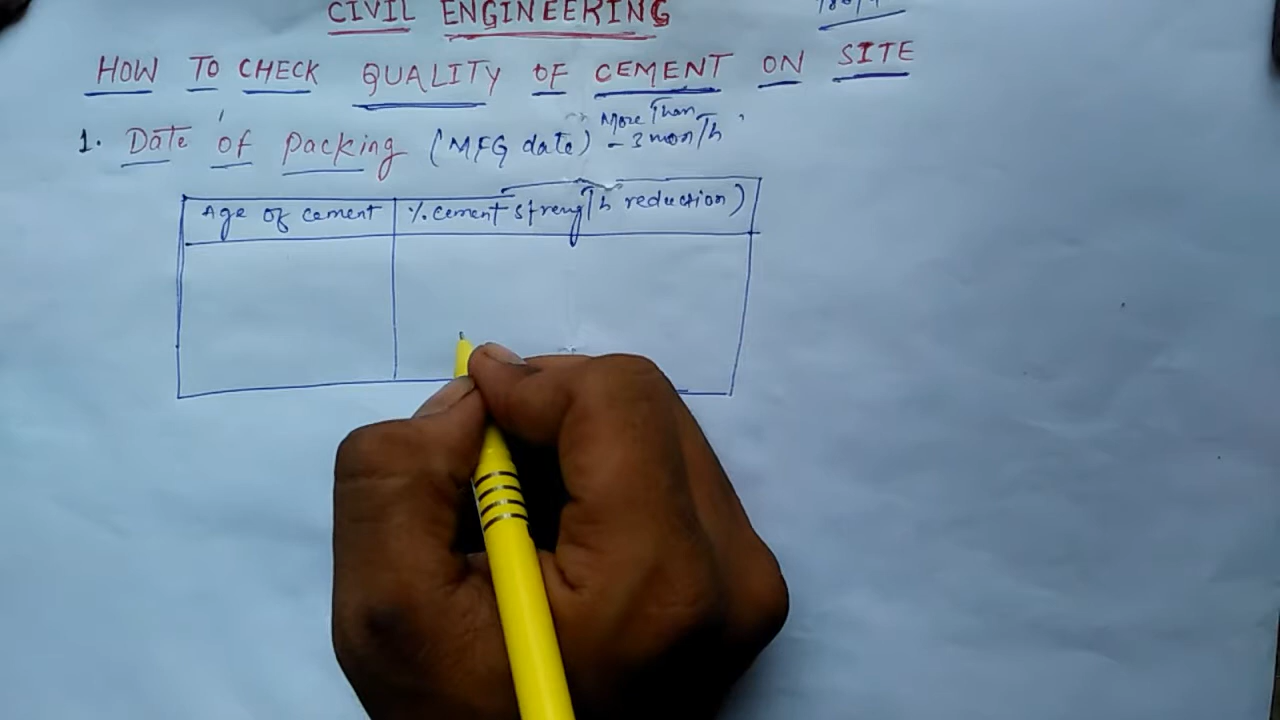 CIVIL ENGINEERING
HOW TO CHECK QUALITY OF CEMENT ON SITE
1. Date of packing (MFG date) More Than - 3 month
Age of cement % cement strength reduction)